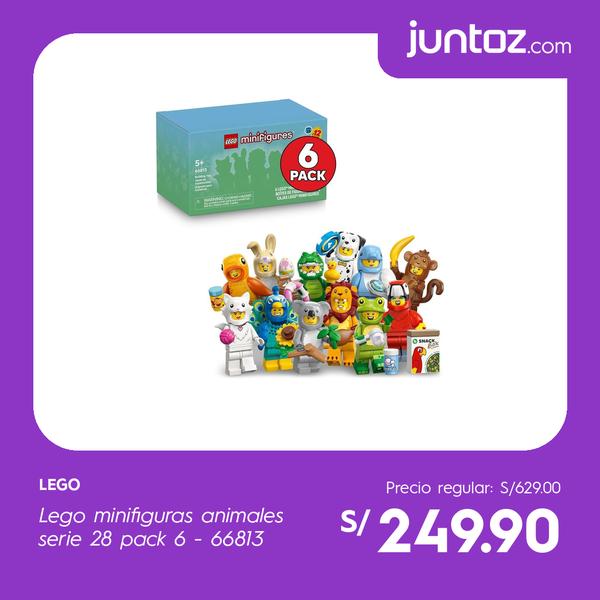 juntoz.com
LEGO minifigures
5+
66813
6
PACK
WARNING:
SNACK
LEGO
Precio regular: S/629.00
Lego minifiguras animales
serie 28 pack 6 - 66813
S/ 249.90